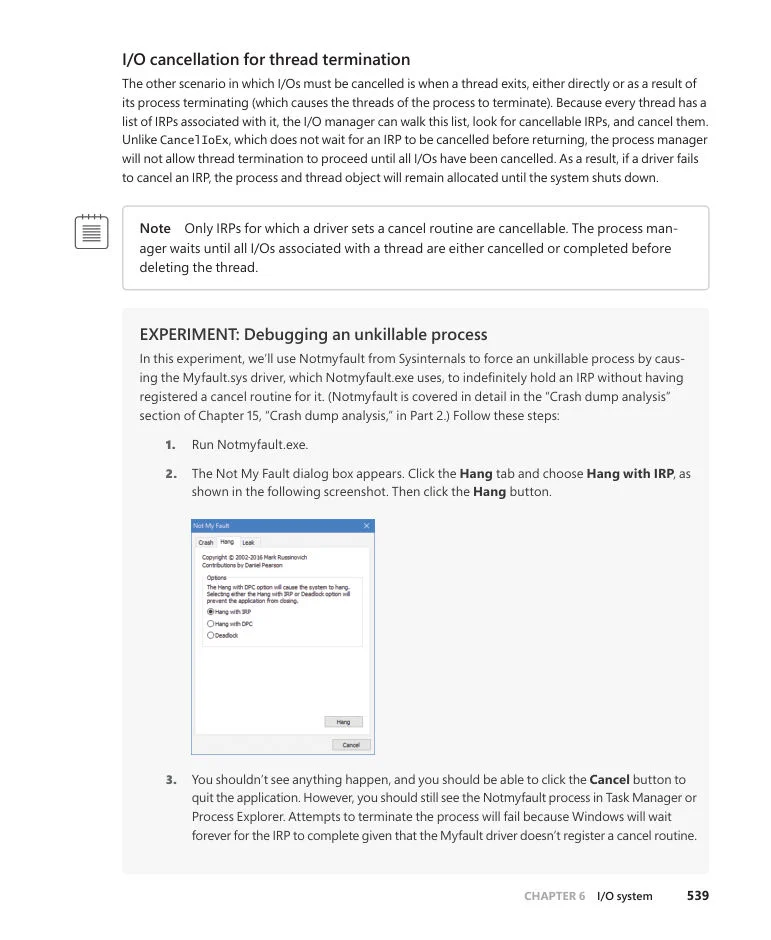 I/O cancellation for thread termination
The other scenario in which I/Os must be cancelled is when a thread exits, either directly or as a result of
its process terminating (which causes the threads of the process to terminate). Because every thread has a
list of IRPs associated with it, the I/O manager can walk this list, look for cancellable IRPs, and cancel them.
Unlike CancelIoEx, which does not wait for an IRP to be cancelled before returning, the process manager
will not allow thread termination to proceed until all I/Os have been cancelled. As a result, if a driver fails
to cancel an IRP, the process and thread object will remain allocated until the system shuts down.
Note Only IRPs for which a driver sets a cancel routine are cancellable. The process man-
ager waits until all I/Os associated with a thread are either cancelled or completed before
deleting the thread.
EXPERIMENT: Debugging an unkillable process
In this experiment, we’ll use Notmyfault from Sysinternals to force an unkillable process by caus-
ing the Myfault.sys driver, which Notmyfault.exe uses, to indefinitely hold an IRP without having
registered a cancel routine for it. (Notmyfault is covered in detail in the “Crash dump analysis”
section of Chapter 15, “Crash dump analysis,” in Part 2.) Follow these steps:
1. Run Notmyfault.exe.
2. The Not My Fault dialog box appears. Click the Hang tab and choose Hang with IRP, as
shown in the following screenshot. Then click the Hang button.
Not My Fault
Crash Hang Leak
Copyright © 2002-2016 Mark Russinovich
Contributions by Daniel Pearson
Options
The Hang with DPC option will cause the system to hang.
Selecting either the Hang with IRP or Deadlock option will
prevent the application from closing.
Hang with IRP
Hang with DPC
Deadlock
Hang
Cancel
3. You shouldn’t see anything happen, and you should be able to click the Cancel button to
quit the application. However, you should still see the Notmyfault process in Task Manager or
Process Explorer. Attempts to terminate the process will fail because Windows will wait
forever for the IRP to complete given that the Myfault driver doesn’t register a cancel routine.
CHAPTER 6 I/O system 539